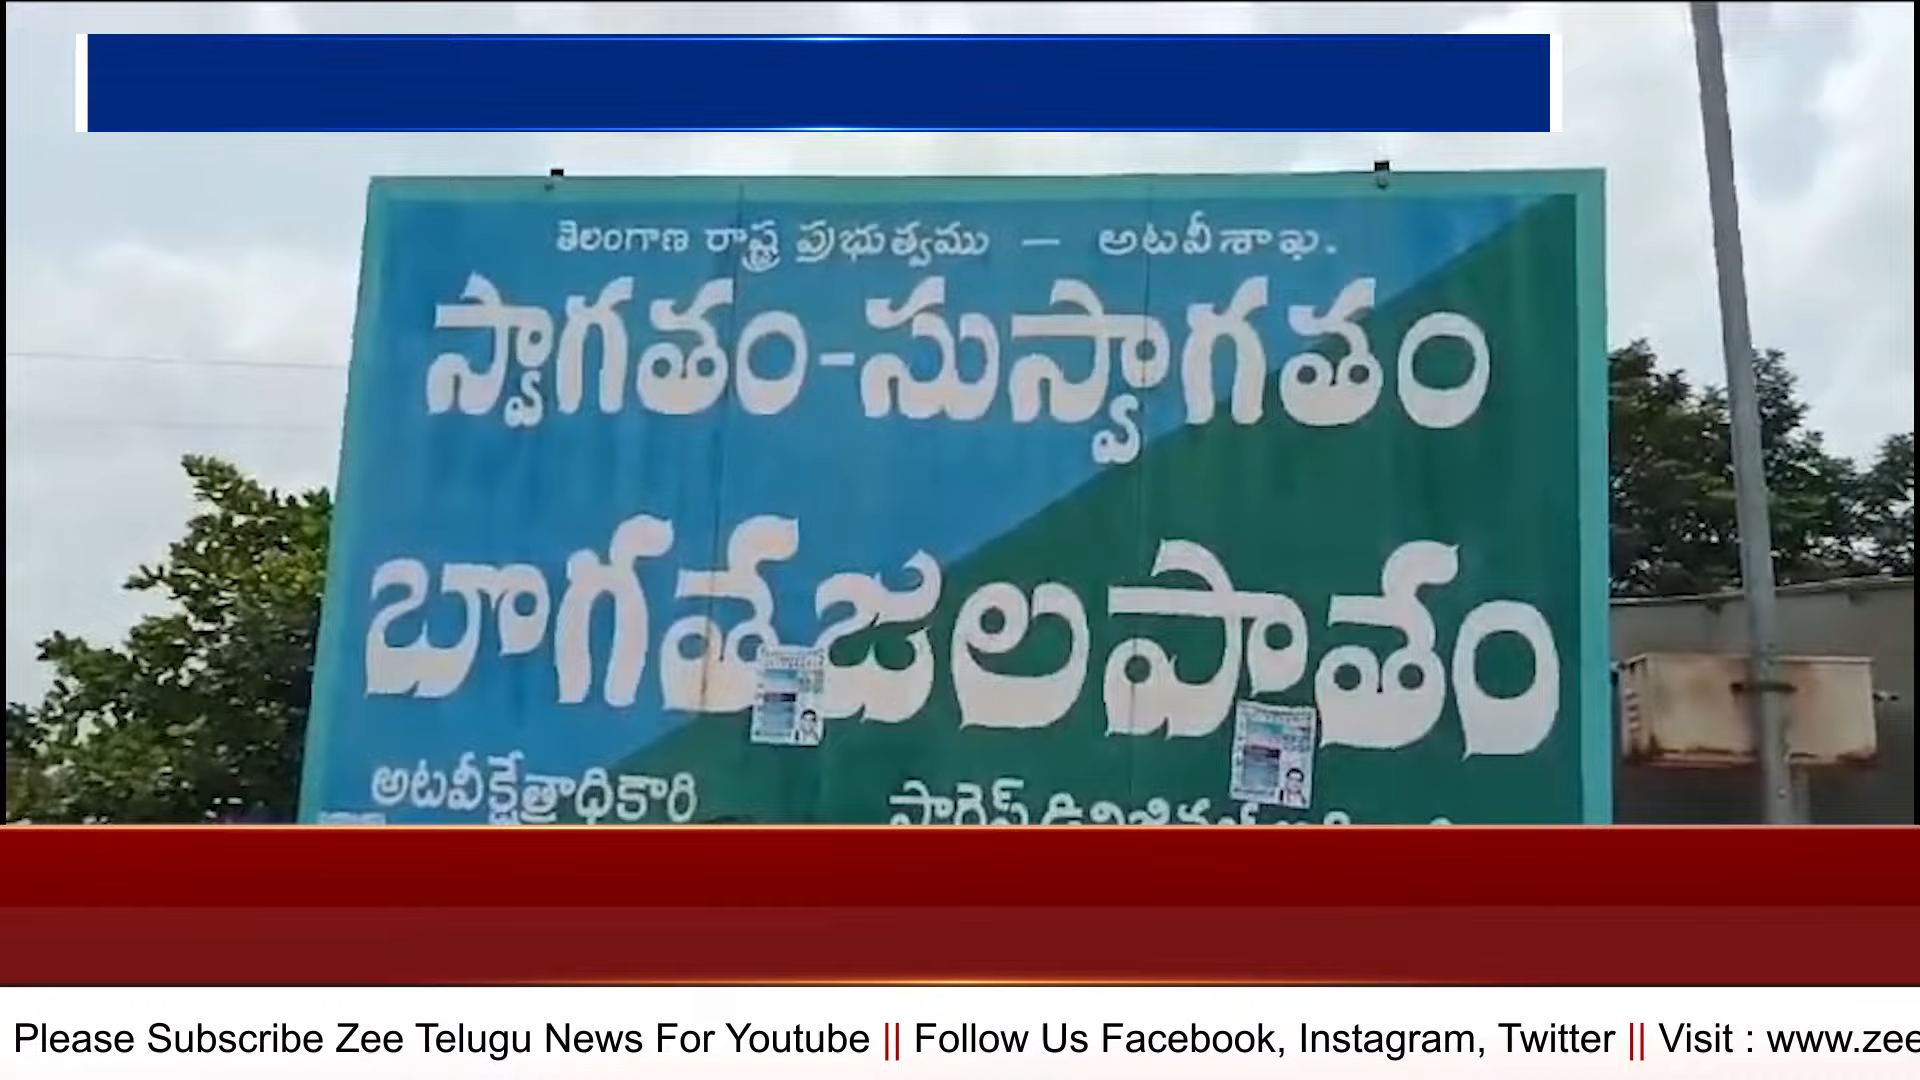 తెలంగాణ రాష్ట్ర ప్రభుత్వము — అటవీశాఖ.
స్వాగతం-సుస్వాగతం
బొగతేజలపాతేం
అటవీక్షేత్రాధికారి
Please Subscribe Zee Telugu News For Youtube || Follow Us Facebook, Instagram, Twitter || Visit : www.zee